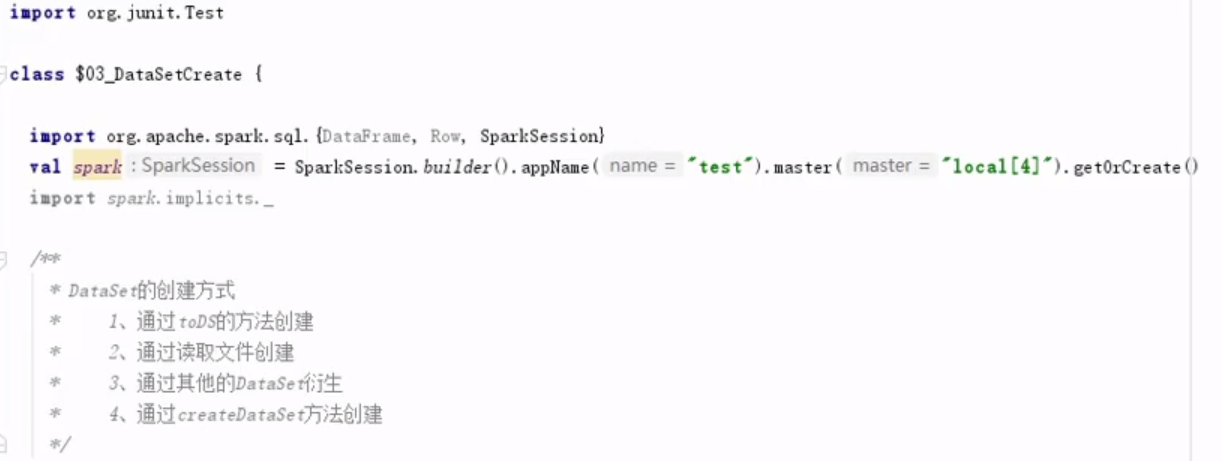 import org.junit.Test
class $03_DataSetCreate {
import org.apache.spark.sql.{DataFrame, Row, SparkSession}
val spark : SparkSession = SparkSession.builder().appName( name = "test").master( master = "local[4]").getOrCreate()
import spark.implicits._
/**
* DataSet的创建方式
* 1、通过toDS的方法创建
* 2、通过读取文件创建
* 3、通过其他的DataSet衍生
* 4、通过createDataSet方法创建
*/